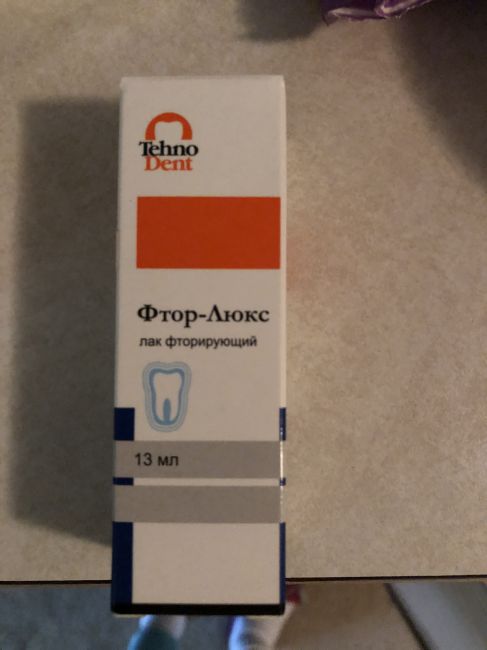 Tehno
Dent
Фтор-Люкс
лак фторирующий
13 мл